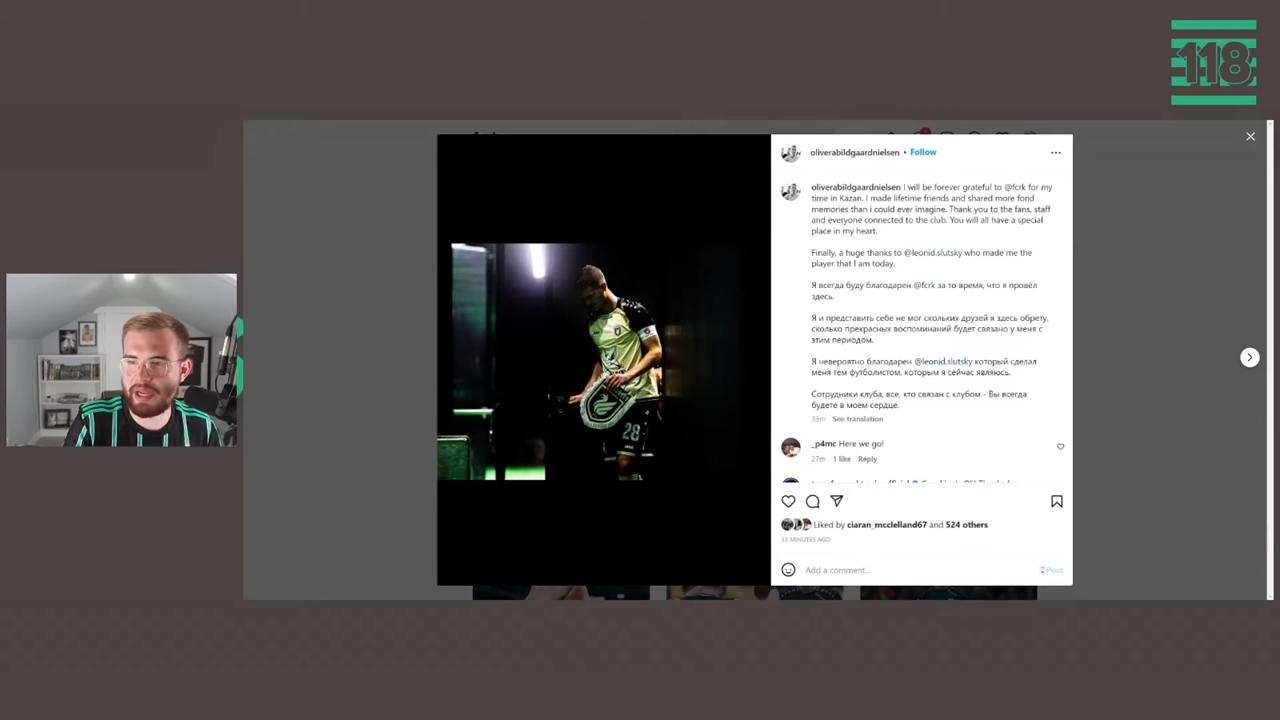 118
oliverabildgaardnielsen • Follow
oliverabildgaardnielsen I will be forever grateful to @fcrk for my
time in Kazan. I made lifetime friends and shared more fond
memories than i could ever imagine. Thank you to the fans, staff
and everyone connected to the club. You will all have a special
place in my heart.
Finally, a huge thanks to @leonid.slutsky who made me the
player that I am today.
Я всегда буду благодарен @fcrk за то время, что я провёл
здесь.
Я и представить себе не мог скольких друзей я здесь обрету,
сколько прекрасных воспоминаний будет связано у меня с
этим периодом.
Я невероятно благодарен @leonid.slutsky который сделал
меня тем футболистом, которым я сейчас являюсь.
Сотрудники клуба, все, кто связан с клубом - Вы всегда
будете в моем сердце.
33m See translation
_p4mc Here we go!
27m 1 like Reply
28
Liked by ciaran_mcclelland67 and 524 others
33 MINUTES AGO
Add a comment...
Post